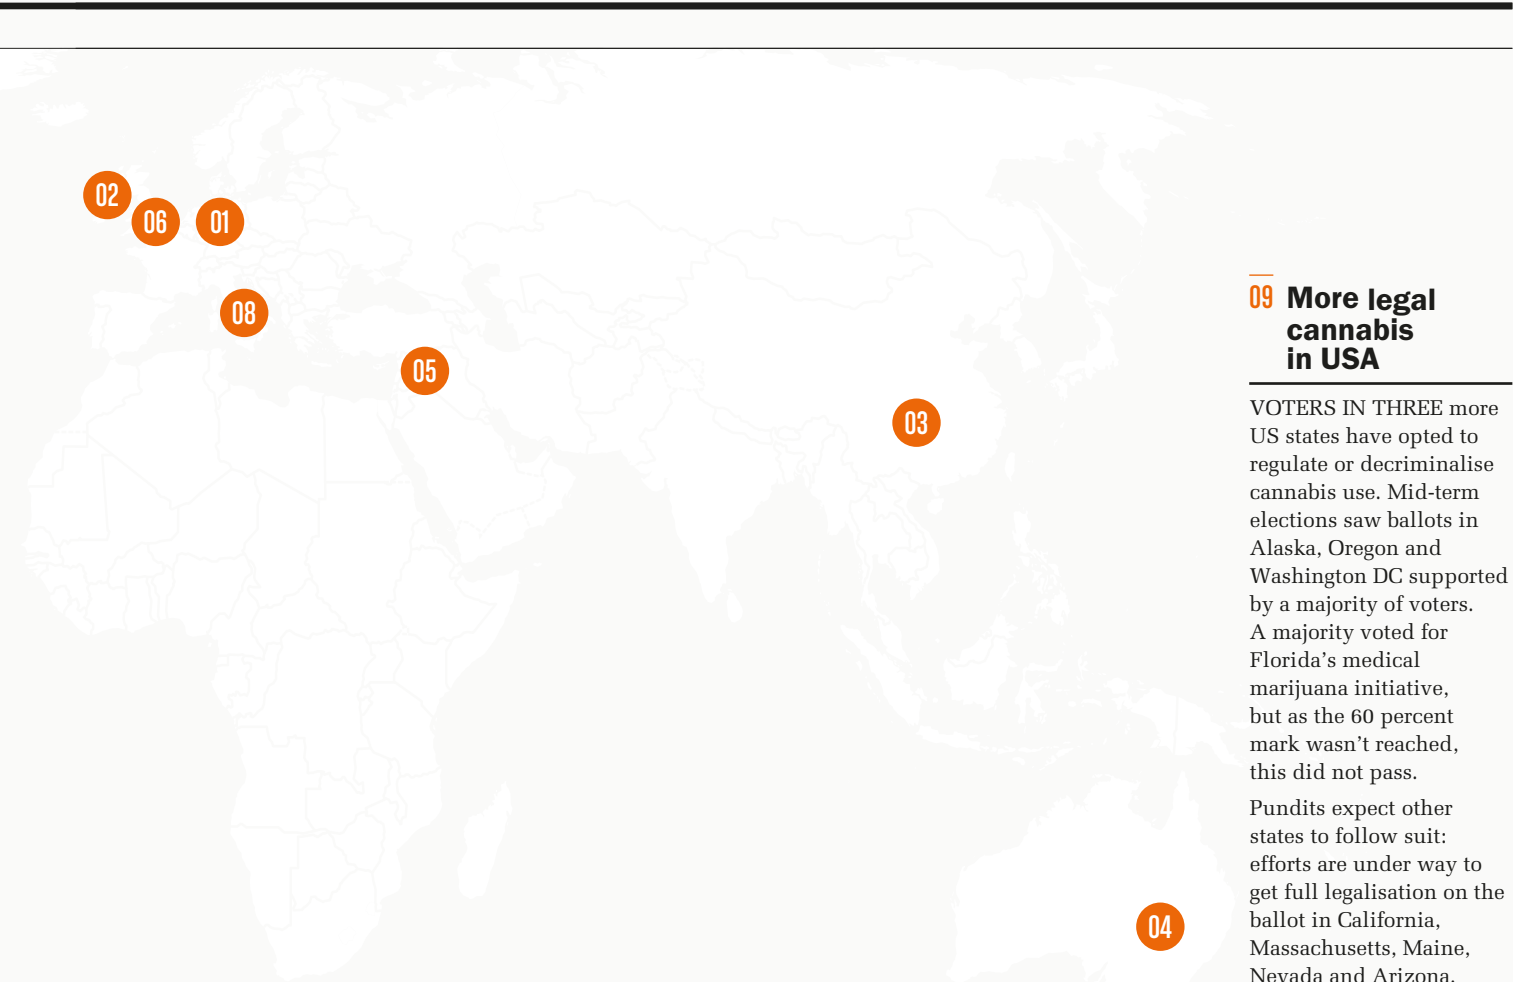 02
06
01
08
05
03
04
09 More legal
cannabis
in USA
VOTERS IN THREE more
US states have opted to
regulate or decriminalise
cannabis use. Mid-term
elections saw ballots in
Alaska, Oregon and
Washington DC supported
by a majority of voters.
A majority voted for
Florida’s medical
marijuana initiative,
but as the 60 percent
mark wasn’t reached,
this did not pass.
Pundits expect other
states to follow suit:
efforts are under way to
get full legalisation on the
ballot in California,
Massachusetts, Maine,
Nevada and Arizona.